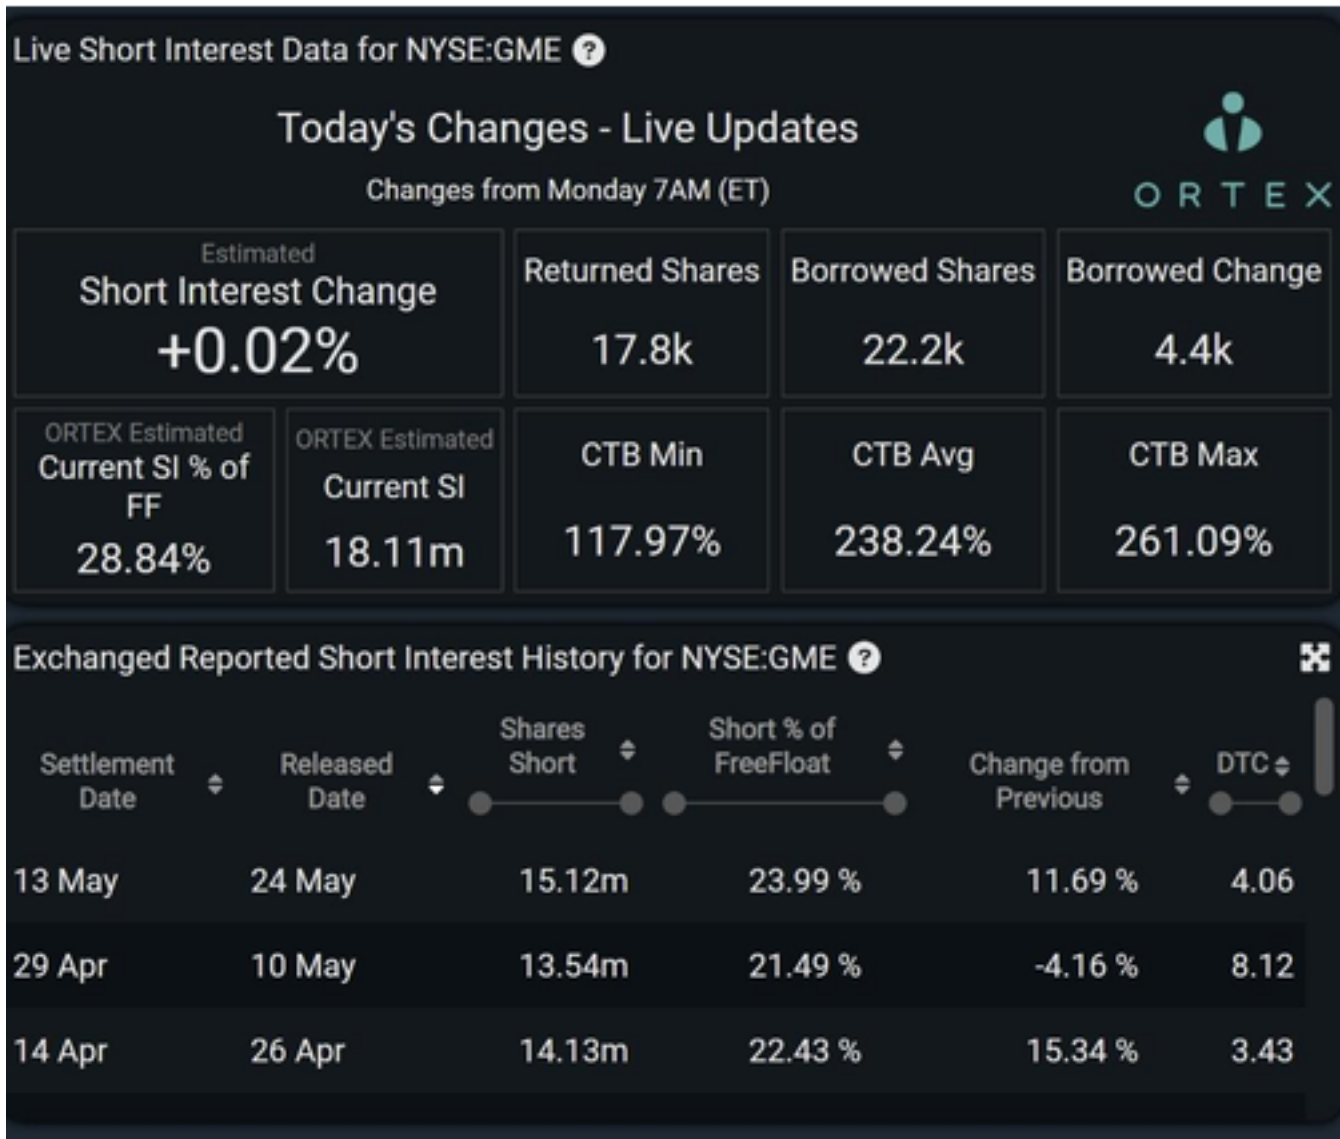 Live Short Interest Data for NYSE:GME ?
Today's Changes - Live Updates
Changes from Monday 7AM (ET)
ORTEX
Estimated
Short Interest Change
+0.02%
Returned Shares
17.8k
Borrowed Shares
22.2k
Borrowed Change
4.4k
ORTEX Estimated
Current SI % of
FF
28.84%
ORTEX Estimated
Current SI
18.11m
CTB Min
117.97%
CTB Avg
238.24%
CTB Max
261.09%
Exchanged Reported Short Interest History for NYSE:GME ?
Settlement
Date
Released
Date
Shares
Short
Short % of
FreeFloat
Change from
Previous
DTC
13 May 24 May 15.12m 23.99 % 11.69 % 4.06
29 Apr 10 May 13.54m 21.49 % -4.16 % 8.12
14 Apr 26 Apr 14.13m 22.43 % 15.34 % 3.43